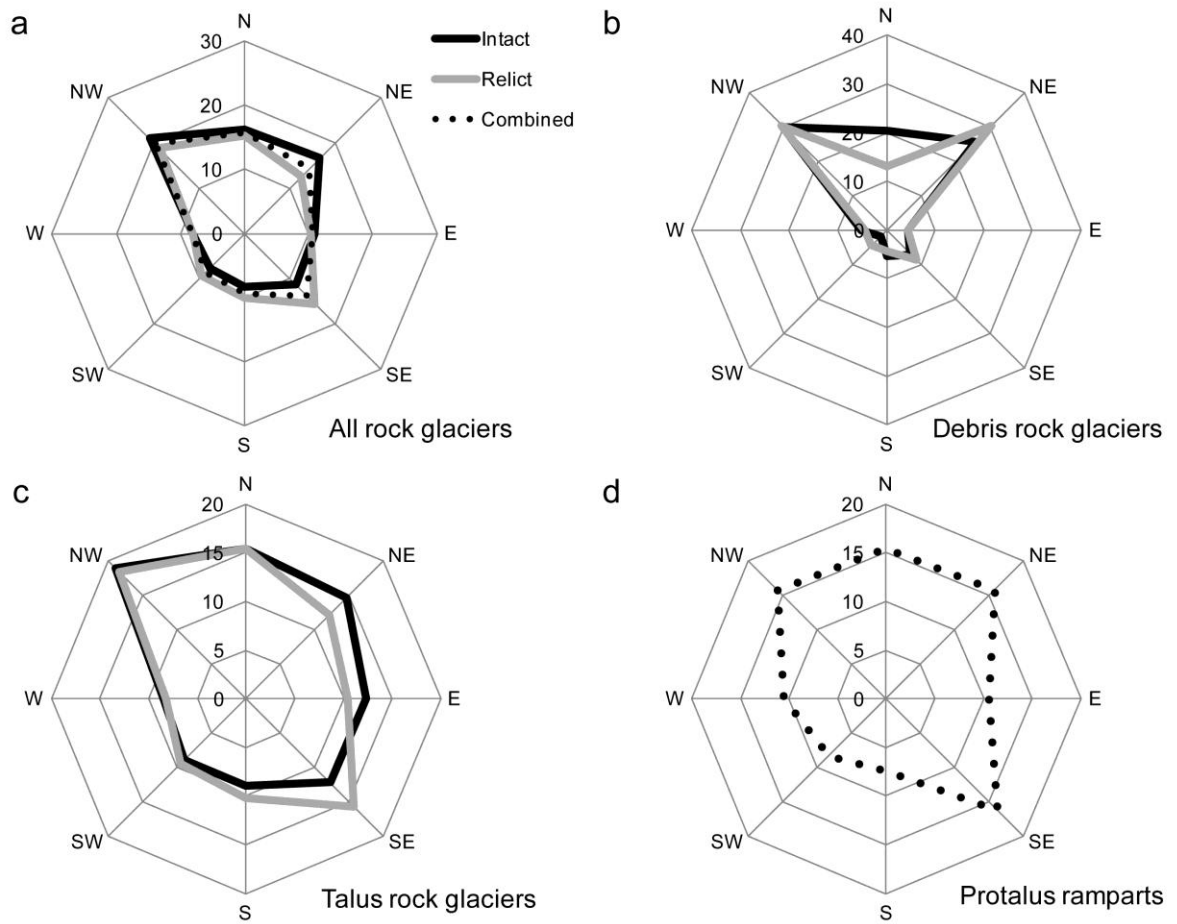 a
N
30
20
10
0
NW
NE
W
E
SW
SE
S
Intact
Relict
Combined
All rock glaciers
b
N
40
30
20
10
0
NW
NE
W
E
SW
SE
S
Debris rock glaciers
c
N
20
15
10
5
0
NW
NE
W
E
SW
SE
S
Talus rock glaciers
d
N
20
15
10
5
0
NW
NE
W
E
SW
SE
S
Protalus ramparts